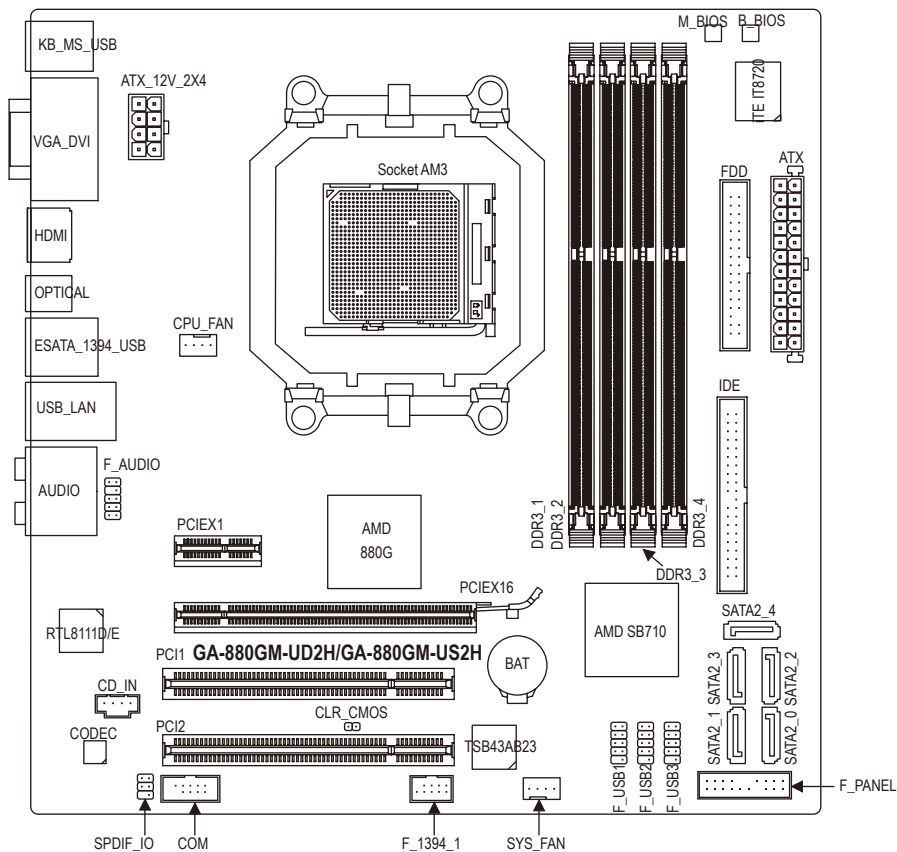 M_BIOS
B_BIOS
KB_MS_USB
ATX_12V_2X4
ITE IT8720
VGA_DVI
ATX
Socket AM3
FDD
HDMI
OPTICAL
CPU_FAN
ESATA_1394_USB
IDE
USB_LAN
F_AUDIO
AUDIO
DDR3_1
DDR3_2
DDR3_4
PCIEX1
AMD
880G
DDR3_3
PCIEX16
SATA2_4
RTL8111D/E
AMD SB710
GA-880GM-UD2H/GA-880GM-US2H
PCI1
BAT
SATA2_3
SATA2_2
CD_IN
CLR_CMOS
SATA2_1
SATA2_0
CODEC
PCI2
TSB43AB23
F_USB1
F_USB2
F_USB3
F_PANEL
SPDIF_IO
COM
F_1394_1
SYS_FAN